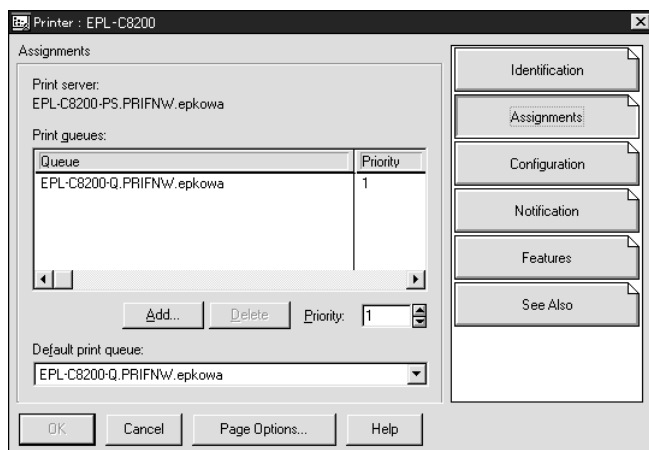 Printer : EPL-C8200
Assignments
Print server:
EPL-C8200-PS.PRIFNW.epkowa
Print queues:
Queue Priority
EPL-C8200-Q.PRIFNW.epkowa 1
Add... Delete Priority: 1
Default print queue:
EPL-C8200-Q.PRIFNW.epkowa
OK Cancel Page Options... Help
Identification
Assignments
Configuration
Notification
Features
See Also